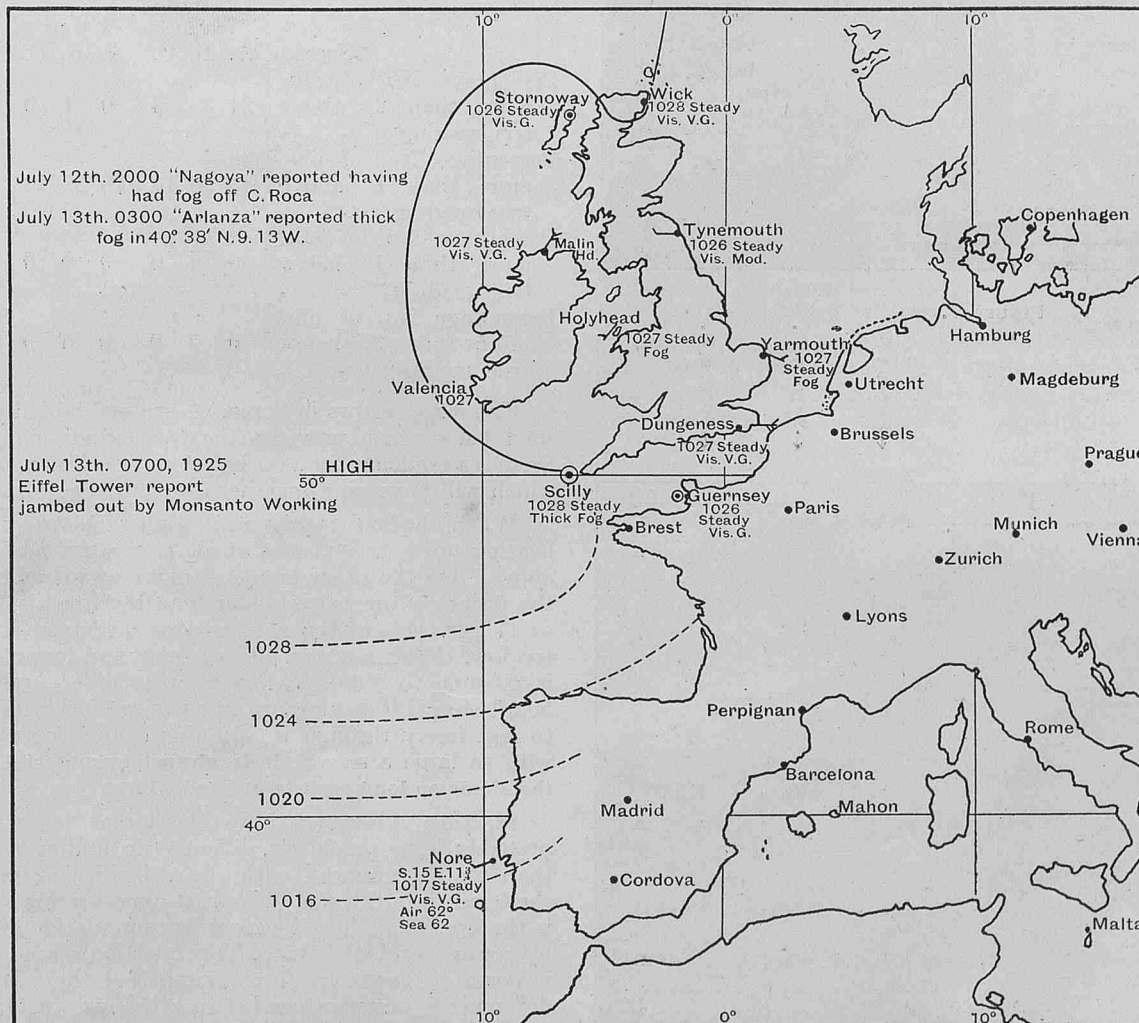 10°
0°
10°
Stornoway
1026 Steady
Vis. G.
Wick
1028 Steady
Vis. V.G.
July 12th. 2000 "Nagoya" reported having
had fog off C. Roca
July 13th. 0300 "Arlanza" reported thick
fog in 40° 38' N. 9. 13 W.
1027 Steady
Vis. V.G.
Malin
Hd.
Tynemouth
1026 Steady
Vis. Mod.
Copenhagen
Holyhead
1027 Steady
Fog
Yarmouth
1027
Steady
Fog
Hamburg
Valencia
1027
Utrecht
Magdeburg
Dungeness
1027 Steady
Vis. V.G.
Brussels
Prague
July 13th. 0700, 1925
Eiffel Tower report
jambed out by Monsanto Working
HIGH
50°
Scilly
1028 Steady
Thick Fog
Guernsey
1026
Steady
Vis. G.
Brest
Paris
Munich
Vienna
Zurich
Lyons
1028
1024
Perpignan
Rome
Barcelona
1020
Madrid
Mahon
40°
Nore
S. 15 E. 11
1017 Steady
Vis. V.G.
Air 62°
Sea 62
Cordova
1016
Malta
10°
0°
10°